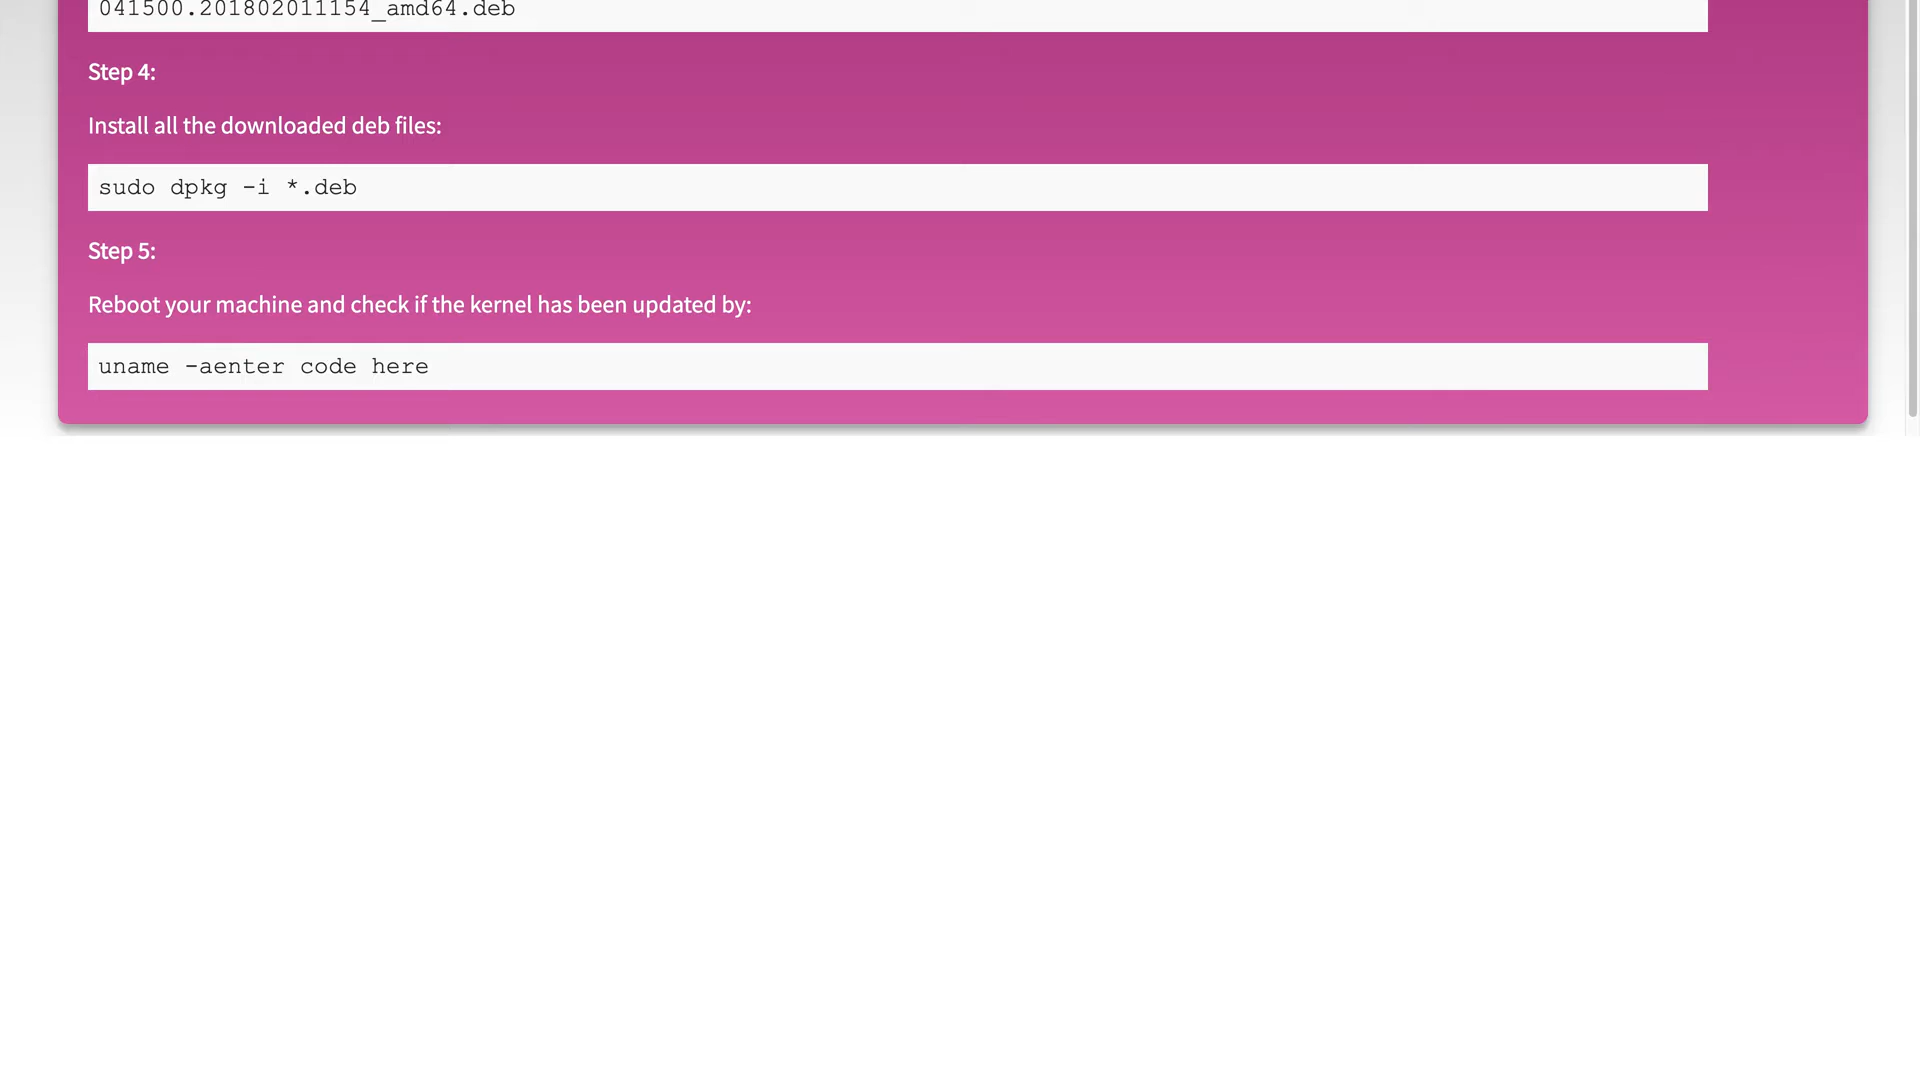 041500.201802011154_amd64.deb
Step 4:
Install all the downloaded deb files:
sudo dpkg -i *.deb
Step 5:
Reboot your machine and check if the kernel has been updated by:
uname -aenter code here